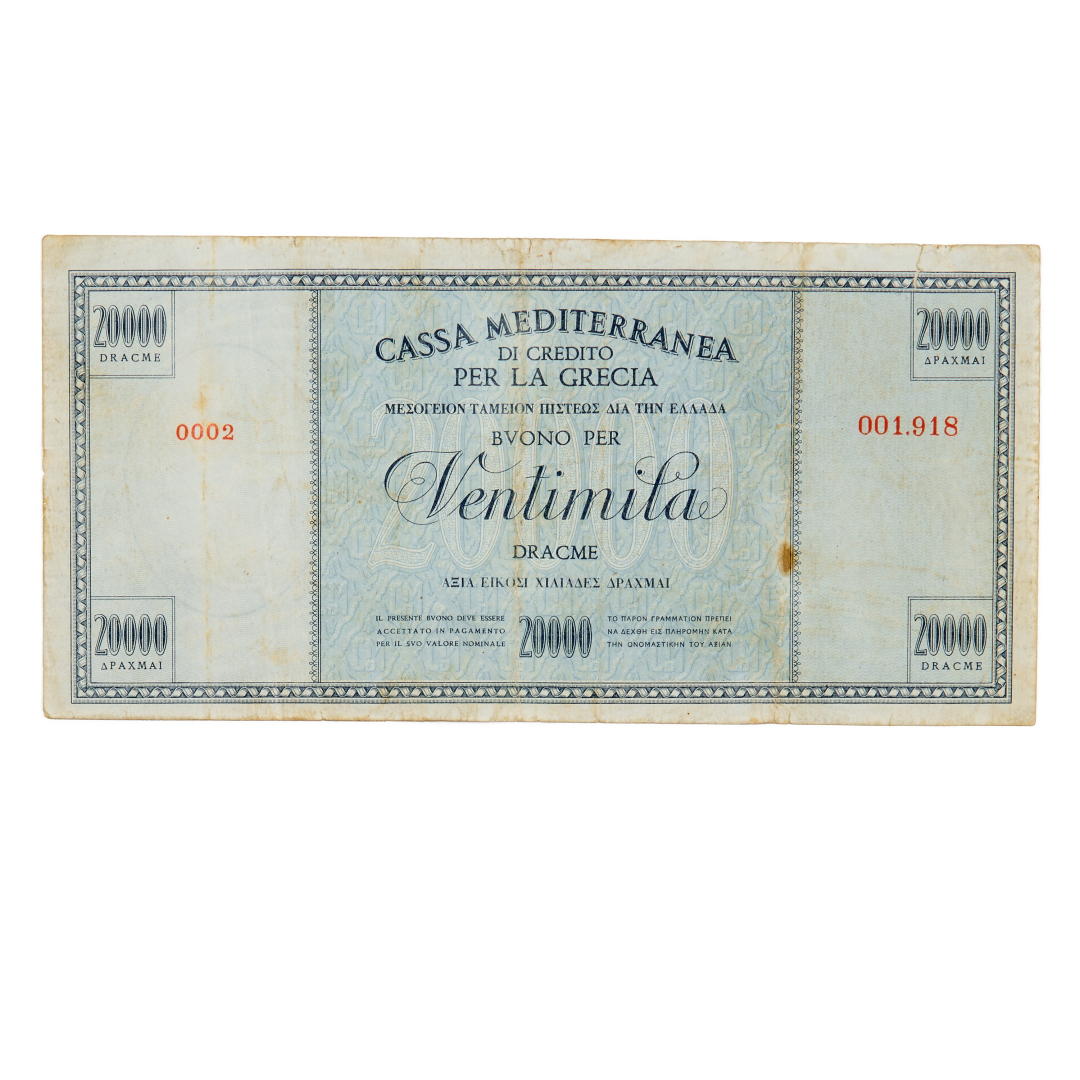 20000
DRACME
20000
ΔΡΑΧΜΑΙ
CASSA MEDITERRANEA
DI CREDITO
PER LA GRECIA
ΜΕΣΟΓΕΙΟΝ ΤΑΜΕΙΟΝ ΠΙΣΤΕΩΣ ΔΙΑ ΤΗΝ ΕΛΛΑΔΑ
0002
001.918
BVONO PER
Ventimila
20000
DRACME
ΑΞΙΑ ΕΙΚΟΣΙ ΧΙΛΙΑΔΕΣ ΔΡΑΧΜΑΙ
IL PRESENTE BVONO DEVE ESSERE
ACCETTATO IN PAGAMENTO
PER IL SVO VALORE NOMINALE
20000
ΤΟ ΠΑΡΟΝ ΓΡΑΜΜΑΤΙΟΝ ΠΡΕΠΕΙ
ΝΑ ΔΕΧΘΗ ΕΙΣ ΠΛΗΡΟΜΗΝ ΚΑΤΑ
ΤΗΝ ΟΝΟΜΑΣΤΙΚΗΝ ΤΟΥ ΑΞΙΑΝ
20000
ΔΡΑΧΜΑΙ
20000
DRACME